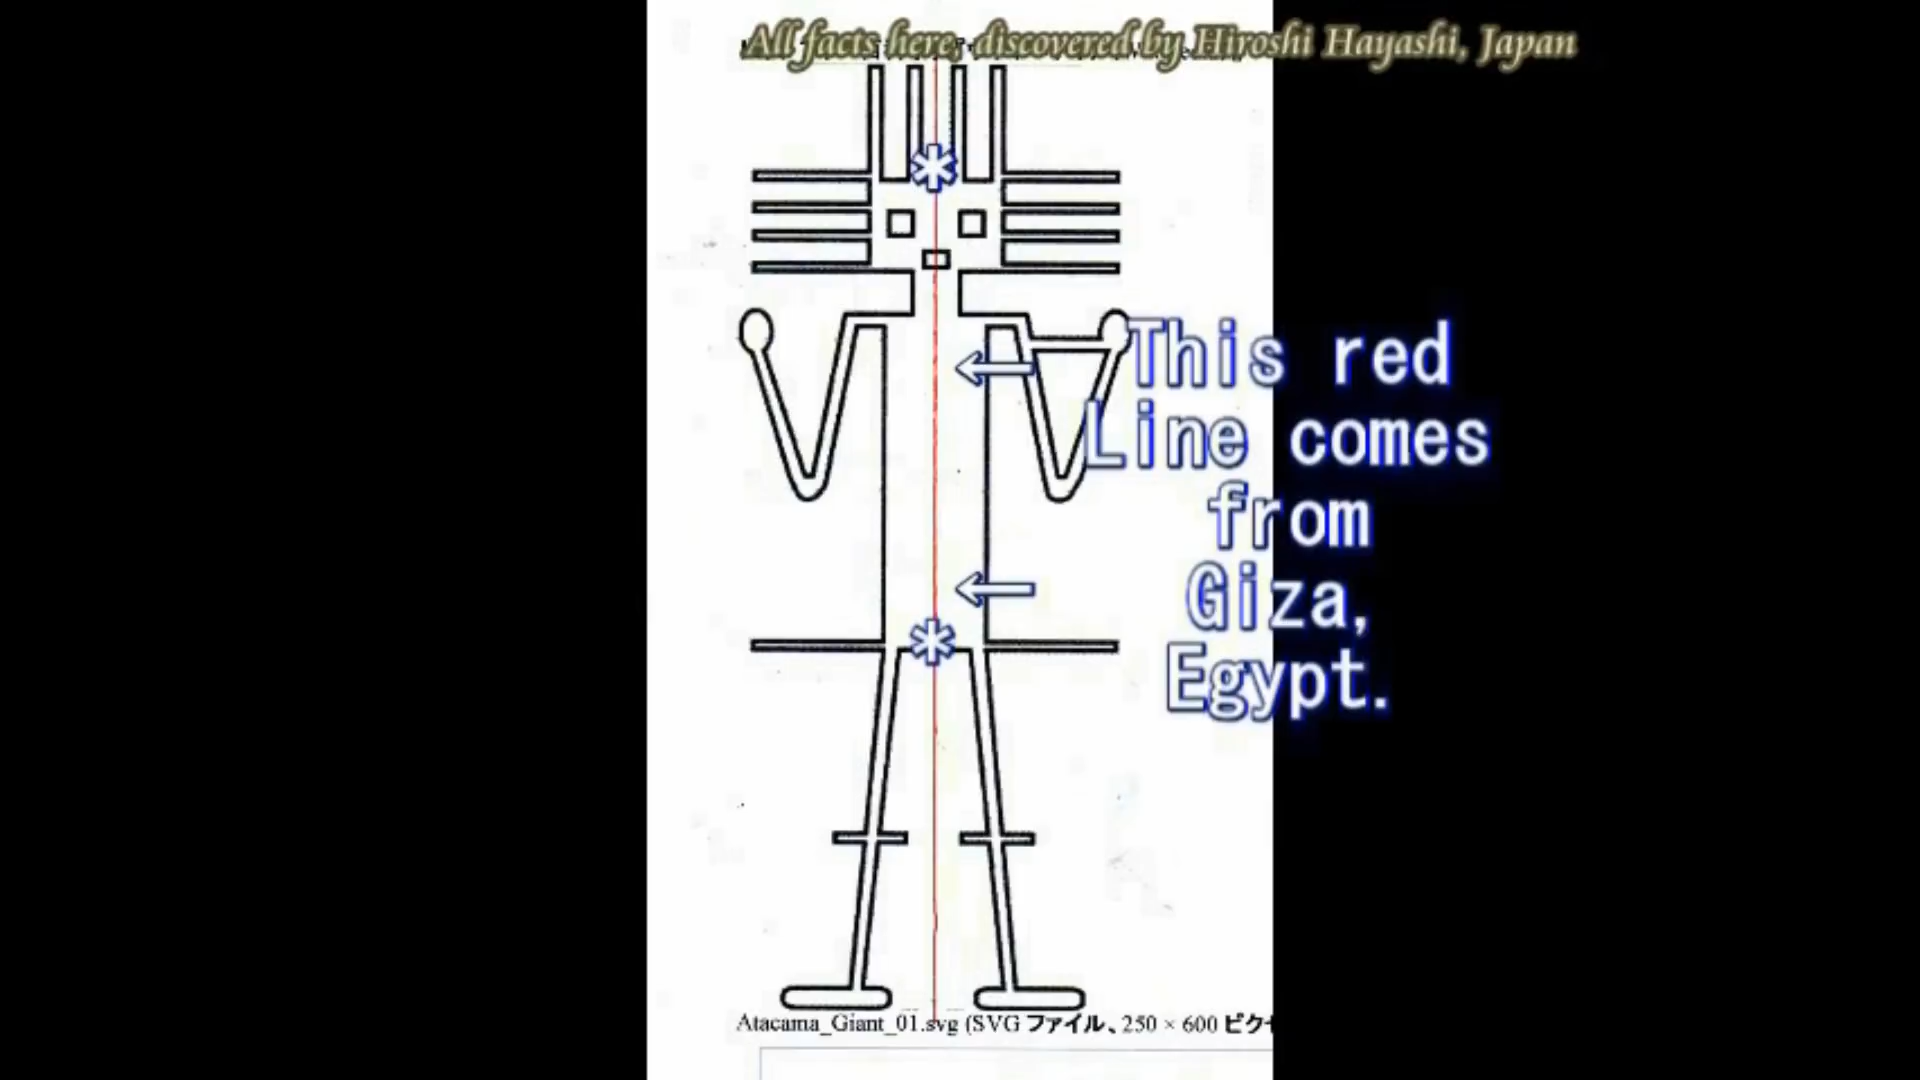 All facts here, discovered by Hiroshi Hayashi, Japan
This red
Line comes
from
Giza,
Egypt.
Atacama_Giant_01.svg (SVG ファイル、250 × 600 ピク